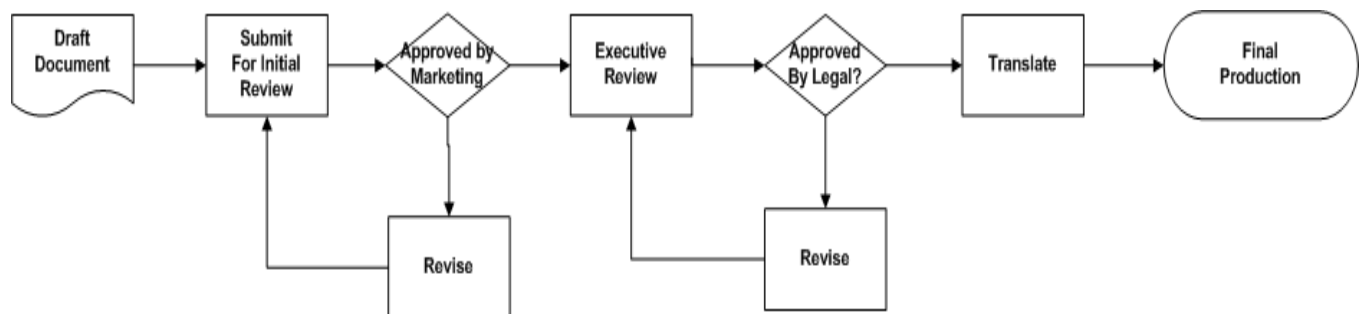 Draft
Document
Submit
For Initial
Review
Approved by
Marketing
Executive
Review
Approved
By Legal?
Translate
Final
Production
Revise
Revise